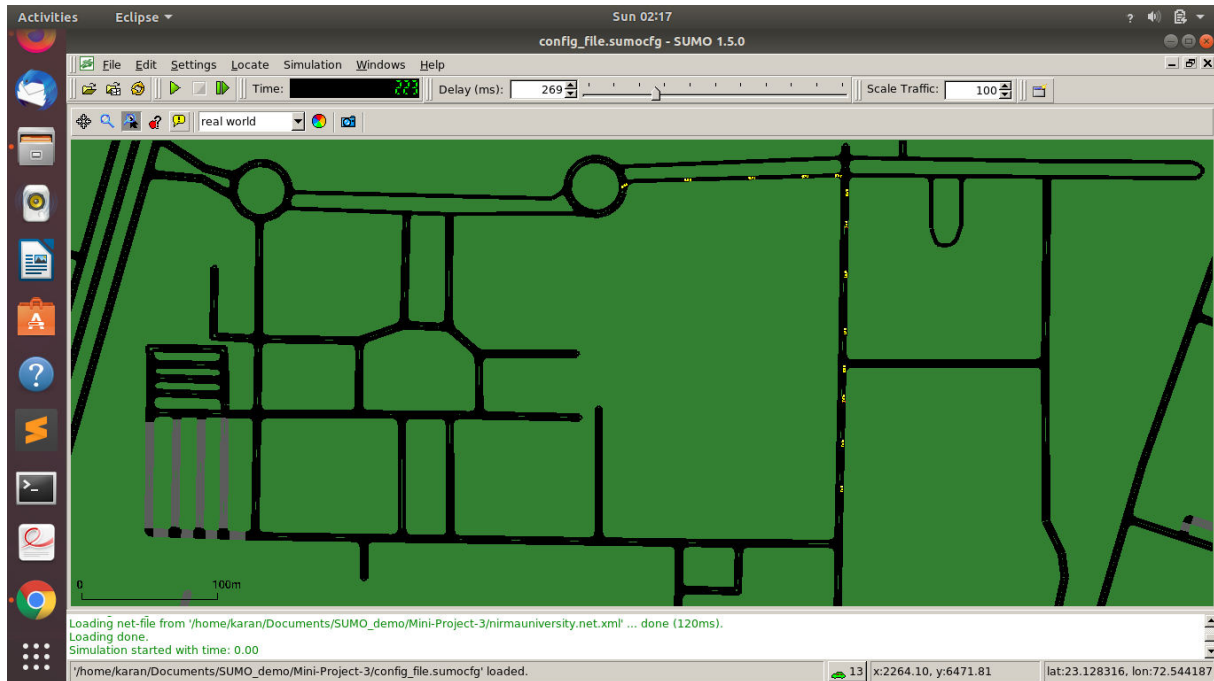 Activities Eclipse Sun 02:17
config_file.sumocfg - SUMO 1.5.0
File Edit Settings Locate Simulation Windows Help
Time: 223 Delay (ms): 269 Scale Traffic: 100
real world
0 100m
Loading net-file from '/home/karan/Documents/SUMO_demo/Mini-Project-3/nirmauniversity.net.xml' ... done (120ms).
Loading done.
Simulation started with time: 0.00
'/home/karan/Documents/SUMO_demo/Mini-Project-3/config_file.sumocfg' loaded. 13 x:2264.10, y:6471.81 lat:23.128316, lon:72.544187